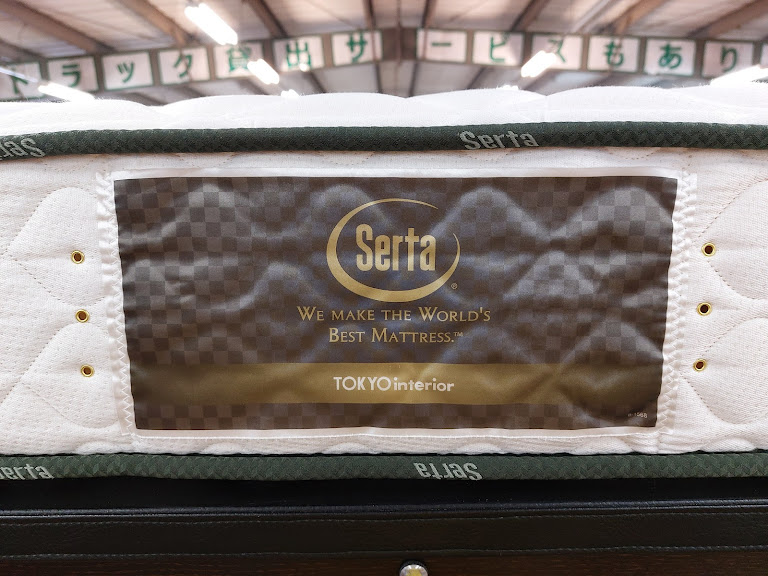 トラック貸出サービスもあり
Serta
Serta
Serta
®
WE MAKE THE WORLD'S
BEST MATTRESS.™
TOKYOinterior
erta
Serta